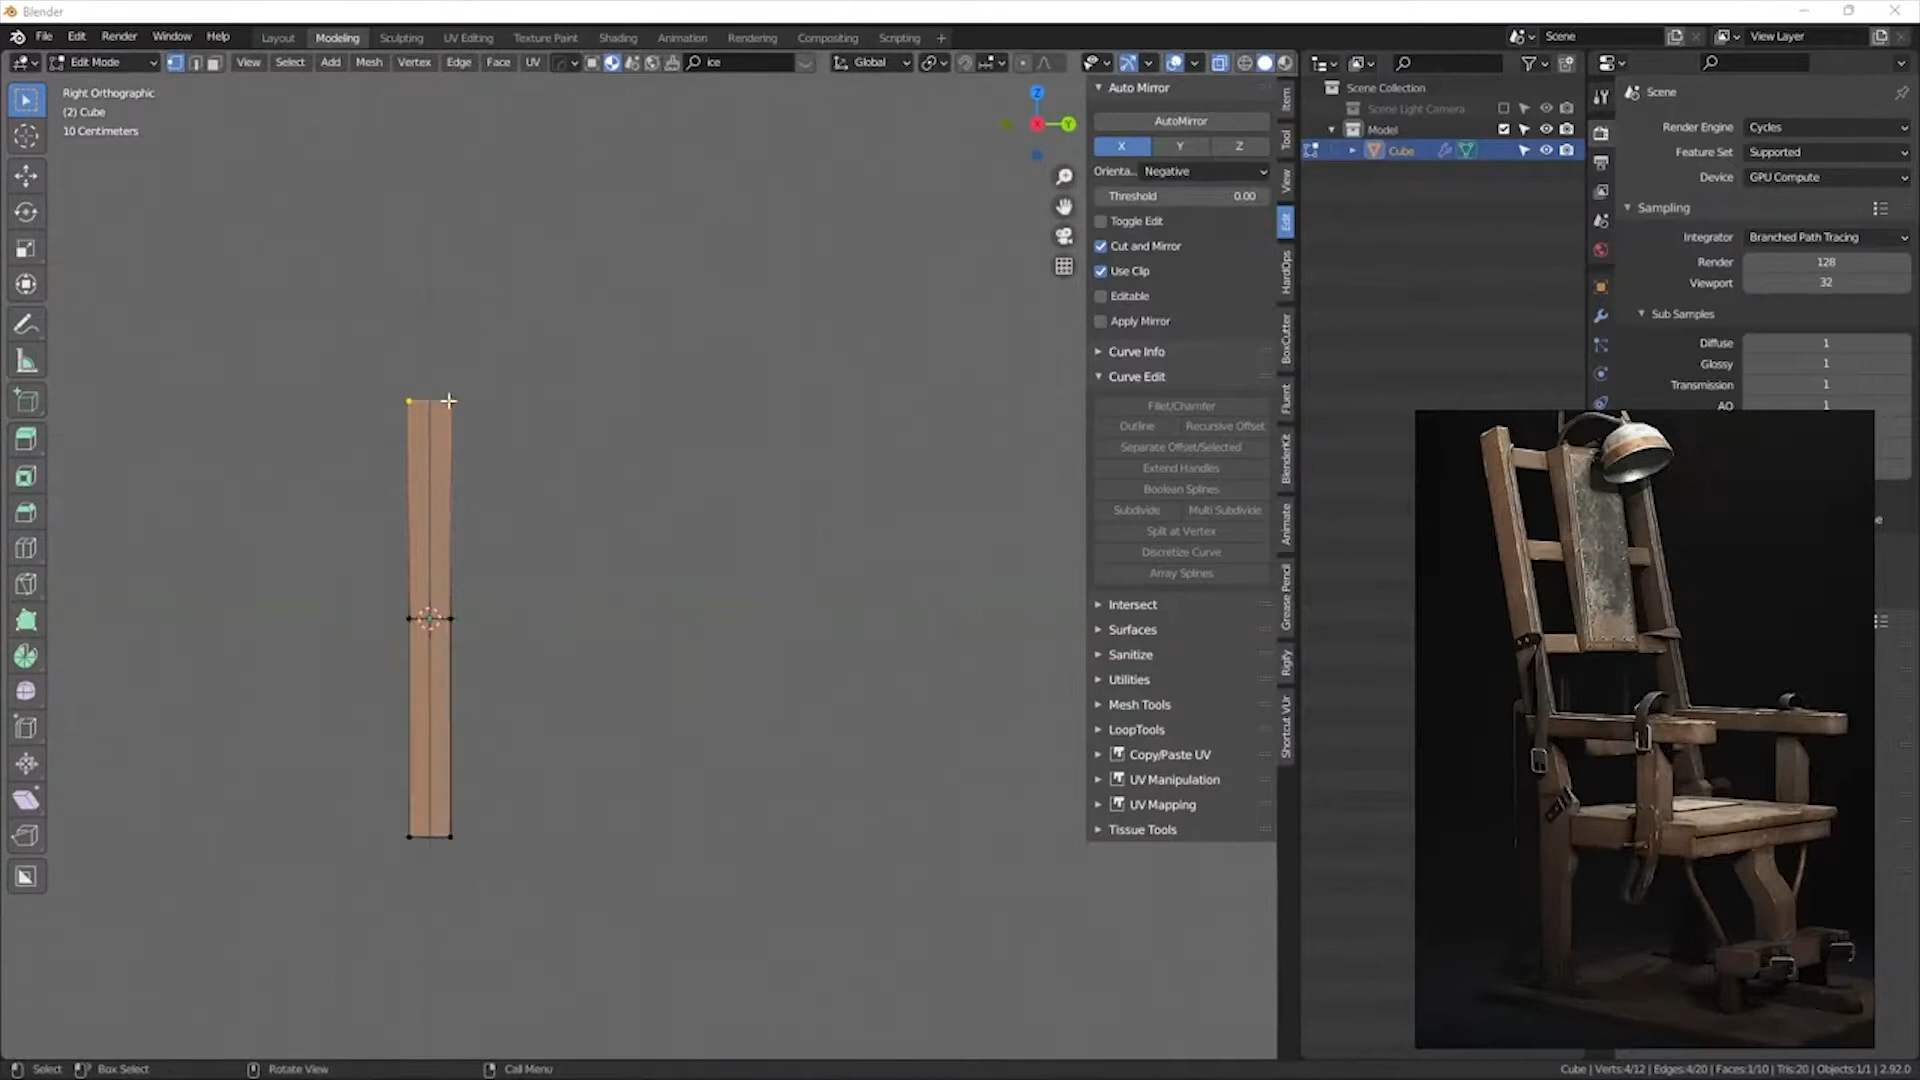 Blender
File Edit Render Window Help Layout Modeling Sculpting UV Editing Texture Paint Shading Animation Rendering Compositing Scripting + Scene View Layer
Edit Mode View Select Add Mesh Vertex Edge Face UV ice Global
Right Orthographic
(2) Cube
10 Centimeters
Z
X
Y
Auto Mirror
AutoMirror
X Y Z
Orienta... Negative
Threshold 0.00
Toggle Edit
Cut and Mirror
Use Clip
Editable
Apply Mirror
Curve Info
Curve Edit
Fillet/Chamfer
Outline Recursive Offset
Separate Offset/Selected
Extend Handles
Boolean Splines
Subdivide Multi Subdivide
Split at Vertex
Discretize Curve
Array Splines
Intersect
Surfaces
Sanitize
Utilities
Mesh Tools
LoopTools
Copy/Paste UV
UV Manipulation
UV Mapping
Tissue Tools
Item
Tool
View
Edit
HardOps
BoxCutter
Fluent
BlenderKit
Animate
Grease Pencil
Rigify
Shortcut VUr
Scene Collection
Scene Light Camera
Model
Cube
Scene
Render Engine Cycles
Feature Set Supported
Device GPU Compute
Sampling
Integrator Branched Path Tracing
Render 128
Viewport 32
Sub Samples
Diffuse 1
Glossy 1
Transmission 1
AO 1
Select Box Select Rotate View Call Menu Cube | Verts:4/12 | Edges:4/20 | Faces:1/10 | Tris:20 | Objects:1/1 | 2.92.0